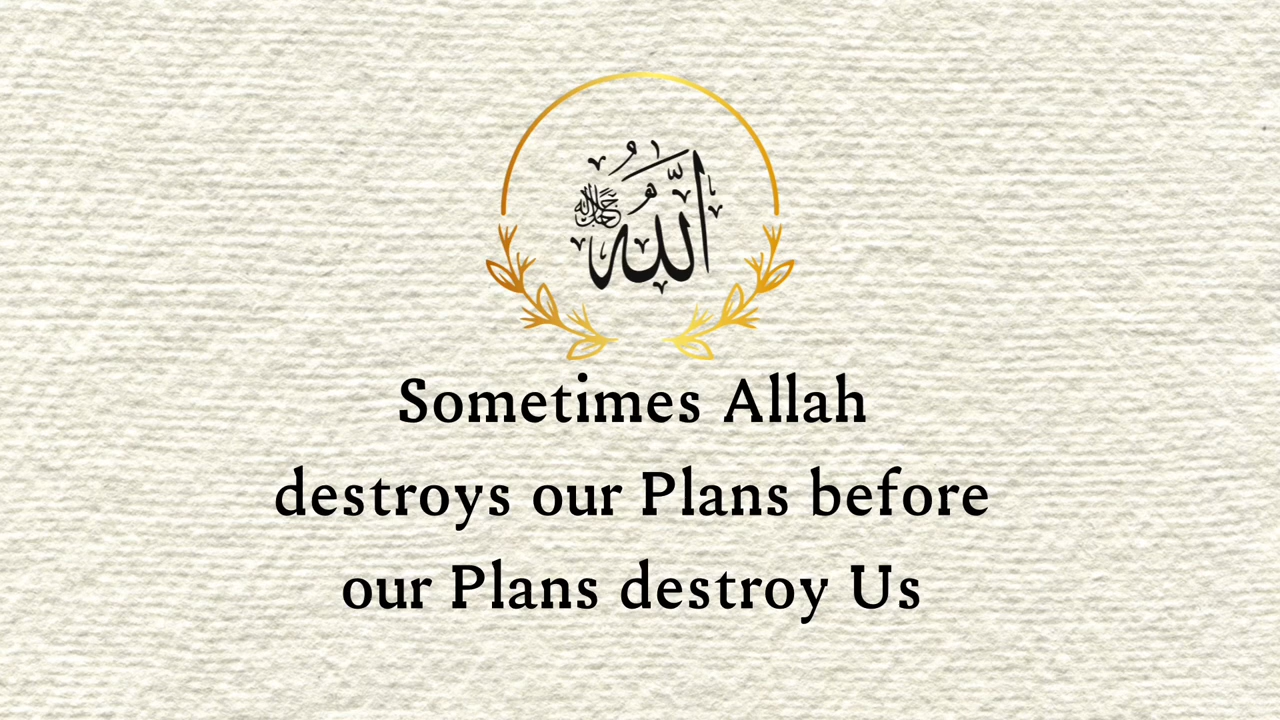 الله جل جلاله
Sometimes Allah
destroys our Plans before
our Plans destroy Us